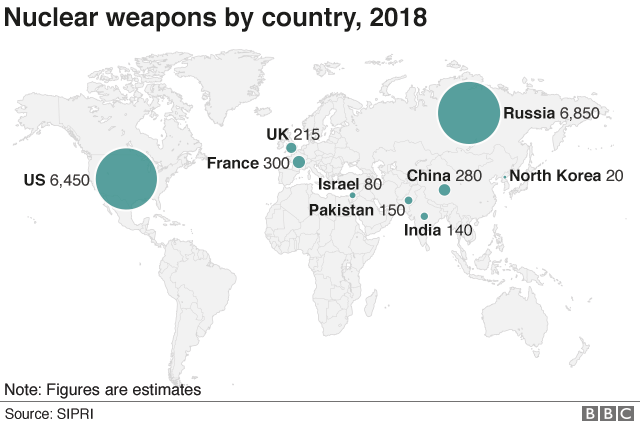 Nuclear weapons by country, 2018
Russia 6,850
UK 215
France 300
US 6,450
Israel 80
China 280
North Korea 20
Pakistan 150
India 140
Note: Figures are estimates
Source: SIPRI
BBC